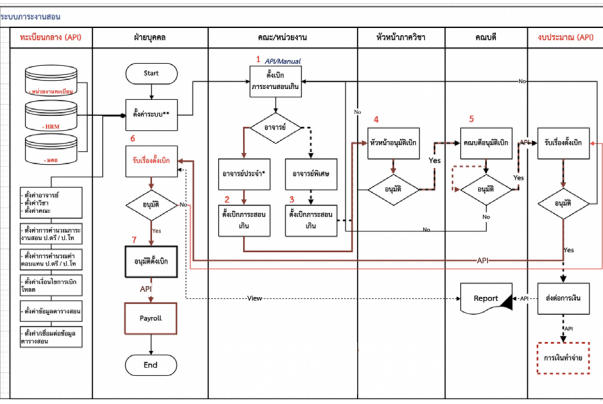 ระบบภาระงานสอน
ทะเบียนกลาง (API)
ฝ่ายบุคคล
คณะ/หน่วยงาน
หัวหน้าภาควิชา
คณบดี
งบประมาณ (API)
- หน่วยงานทะเบียน
- HRM
- มคอ
- ตั้งค่าอาจารย์
- ตั้งค่าวิชา
- ตั้งค่าคณะ
- ตั้งการคำนวณภาระ
งานสอน ป.ตรี / ป.โท
- ตั้งค่าการคำนวณค่า
ตอบแทน ป.ตรี / ป.โท
- ตั้งค่าเงื่อนไขการเบิก
โหลด
- ตั้งค่าข้อมูลตารางสอน
- ตั้งค่าเชื่อมต่อข้อมูล
ตารางสอน
Start
ตั้งค่าระบบ**
6
รับเรื่องตั้งเบิก
อนุมัติ
No
Yes
7
อนุมัติตั้งเบิก
API
Payroll
End
1
API/Manual
ตั้งเบิก
ภาระงานสอนเกิน
อาจารย์
อาจารย์ประจำ*
อาจารย์พิเศษ
2
ตั้งเบิกภาระสอน
เกิน
3
ตั้งเบิกภาระสอน
เกิน
View
No
4
หัวหน้าอนุมัติเบิก
อนุมัติ
Yes
No
5
คณบดีอนุมัติเบิก
อนุมัติ
Yes
No
API
Report
API
No
รับเรื่องตั้งเบิก
อนุมัติ
Yes
API
ส่งต่อการเงิน
API
การเงินทำจ่าย